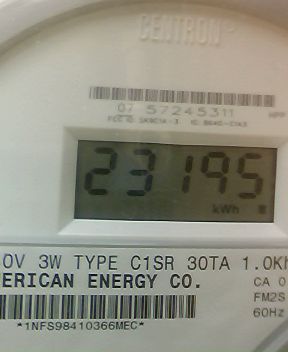 CENTRON
07 57245311
23195
kWh
0V 3W TYPE C1SR 30TA 1.0Kh
ERICAN ENERGY CO.
CA 0
FM2S
60Hz
*1NFS98410366MEC*